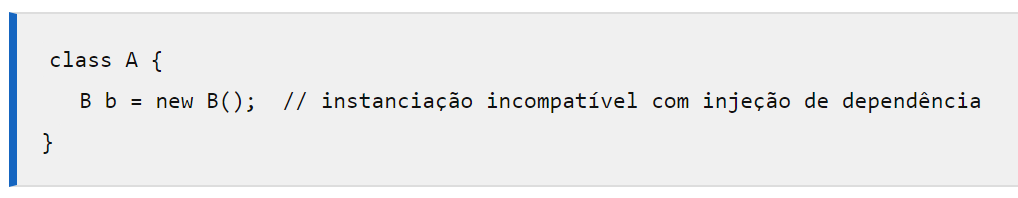 class A {
B b = new B();  // instanciação incompatível com injeção de dependência
}